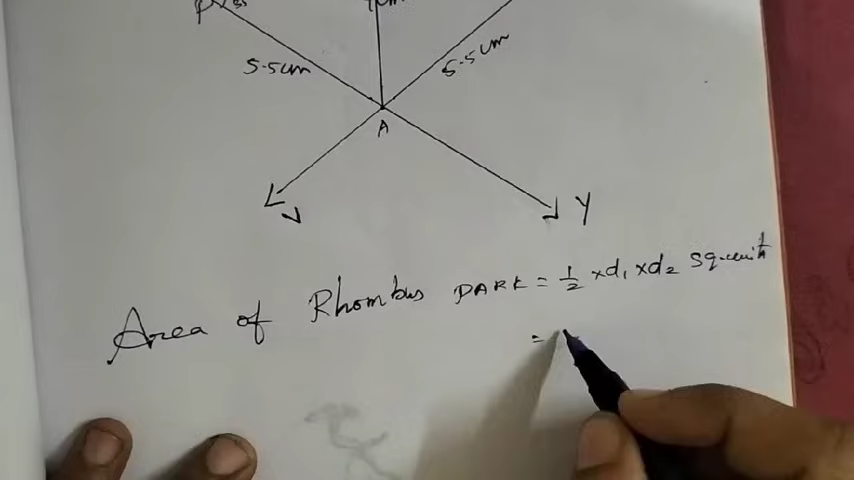 P
5.5cm 5.5cm
A
V Y
Area of Rhombus PARK = 1/2 × d₁ × d₂ sq.units
=